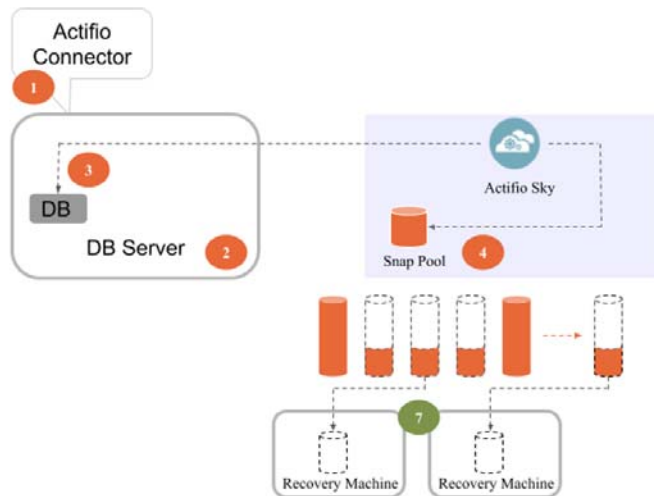 Actifio
Connector
1
3
DB
DB Server
2
Actifio Sky
Snap Pool
4
7
Recovery Machine
Recovery Machine